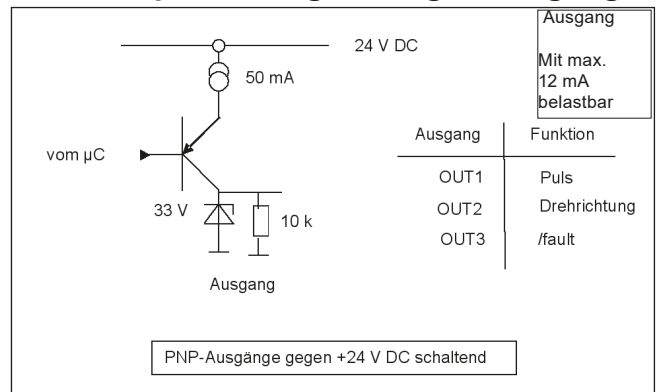 Ausgang
Mit max.
12 mA
belastbar
24 V DC
50 mA
vom µC
33 V
10 k
Ausgang
Ausgang Funktion
OUT1 Puls
OUT2 Drehrichtung
OUT3 /fault
PNP-Ausgänge gegen +24 V DC schaltend